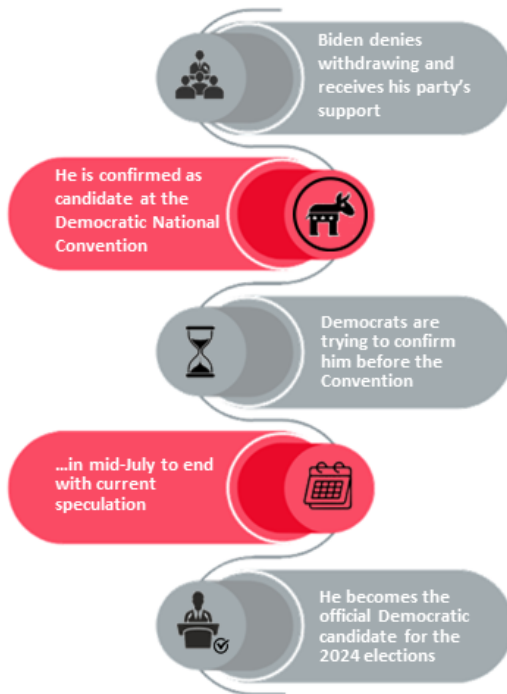 Biden denies
withdrawing and
receives his party's
support
He is confirmed as
candidate at the
Democratic National
Convention
Democrats are
trying to confirm
him before the
Convention
...in mid-July to end
with current
speculation
He becomes the
official Democratic
candidate for the
2024 elections